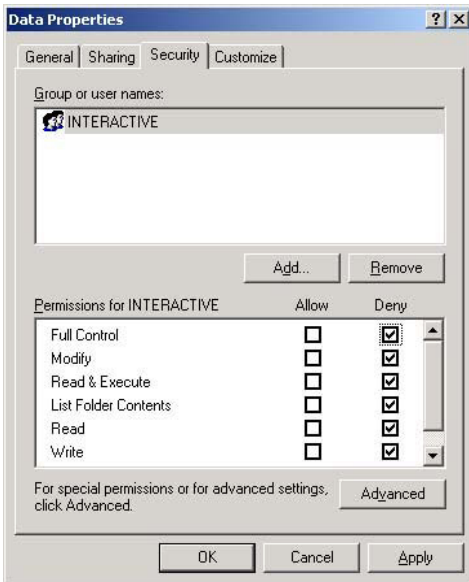 Data Properties
General Sharing Security Customize
Group or user names:
INTERACTIVE
Add... Remove
Permissions for INTERACTIVE Allow Deny
Full Control
Modify
Read & Execute
List Folder Contents
Read
Write
For special permissions or for advanced settings,
click Advanced.
Advanced
OK Cancel Apply